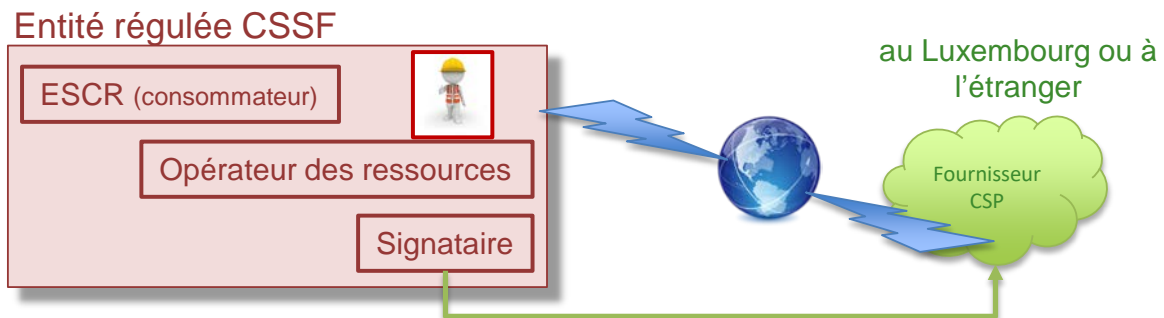 Entité régulée CSSF
au Luxembourg ou à
l'étranger
ESCR (consommateur)
Opérateur des ressources
Fournisseur
CSP
Signataire